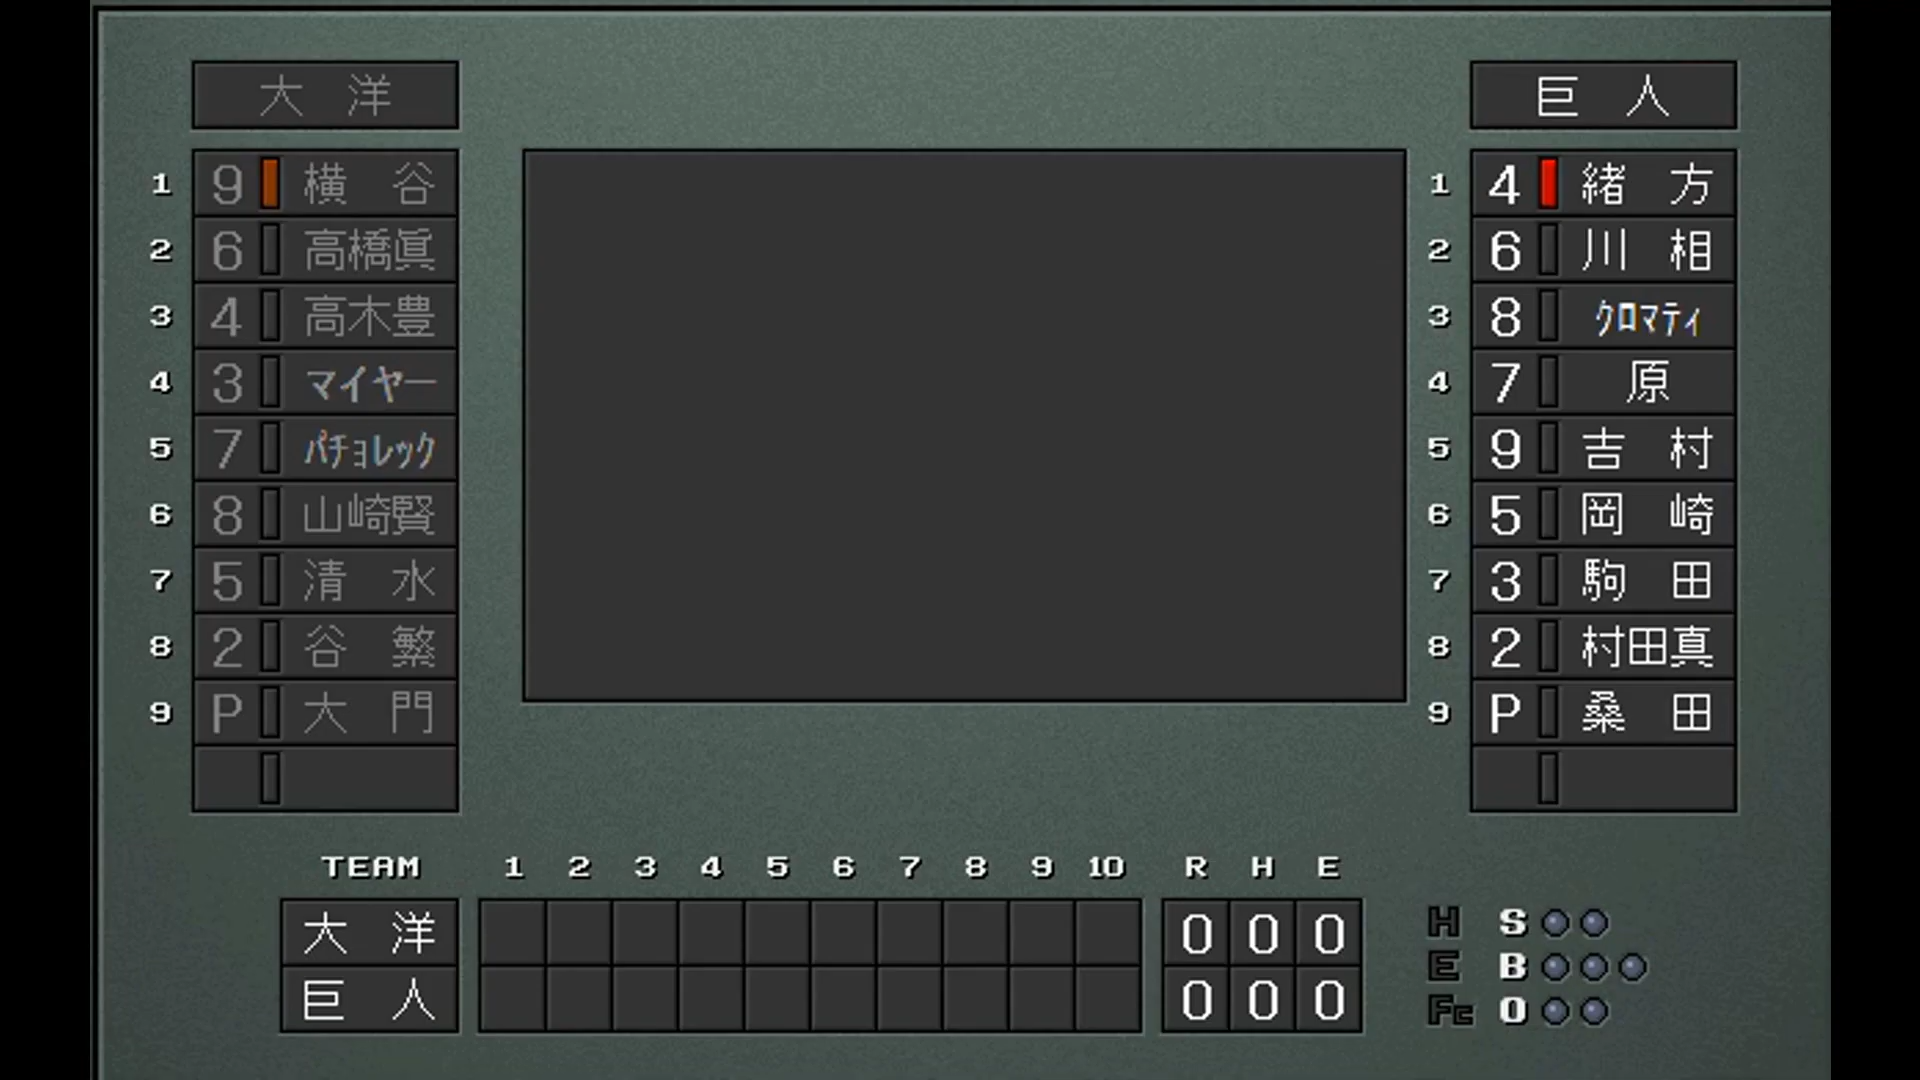 大洋
1 9 横谷
2 6 高橋眞
3 4 高木豊
4 3 マイヤー
5 7 パチョレック
6 8 山崎賢
7 5 清水
8 2 谷繁
9 P 大門
巨人
1 4 緒方
2 6 川相
3 8 クロマティ
4 7 原
5 9 吉村
6 5 岡崎
7 3 駒田
8 2 村田真
9 P 桑田
TEAM 1 2 3 4 5 6 7 8 9 10 R H E
大洋 0 0 0
巨人 0 0 0
H S
E B
Fc O